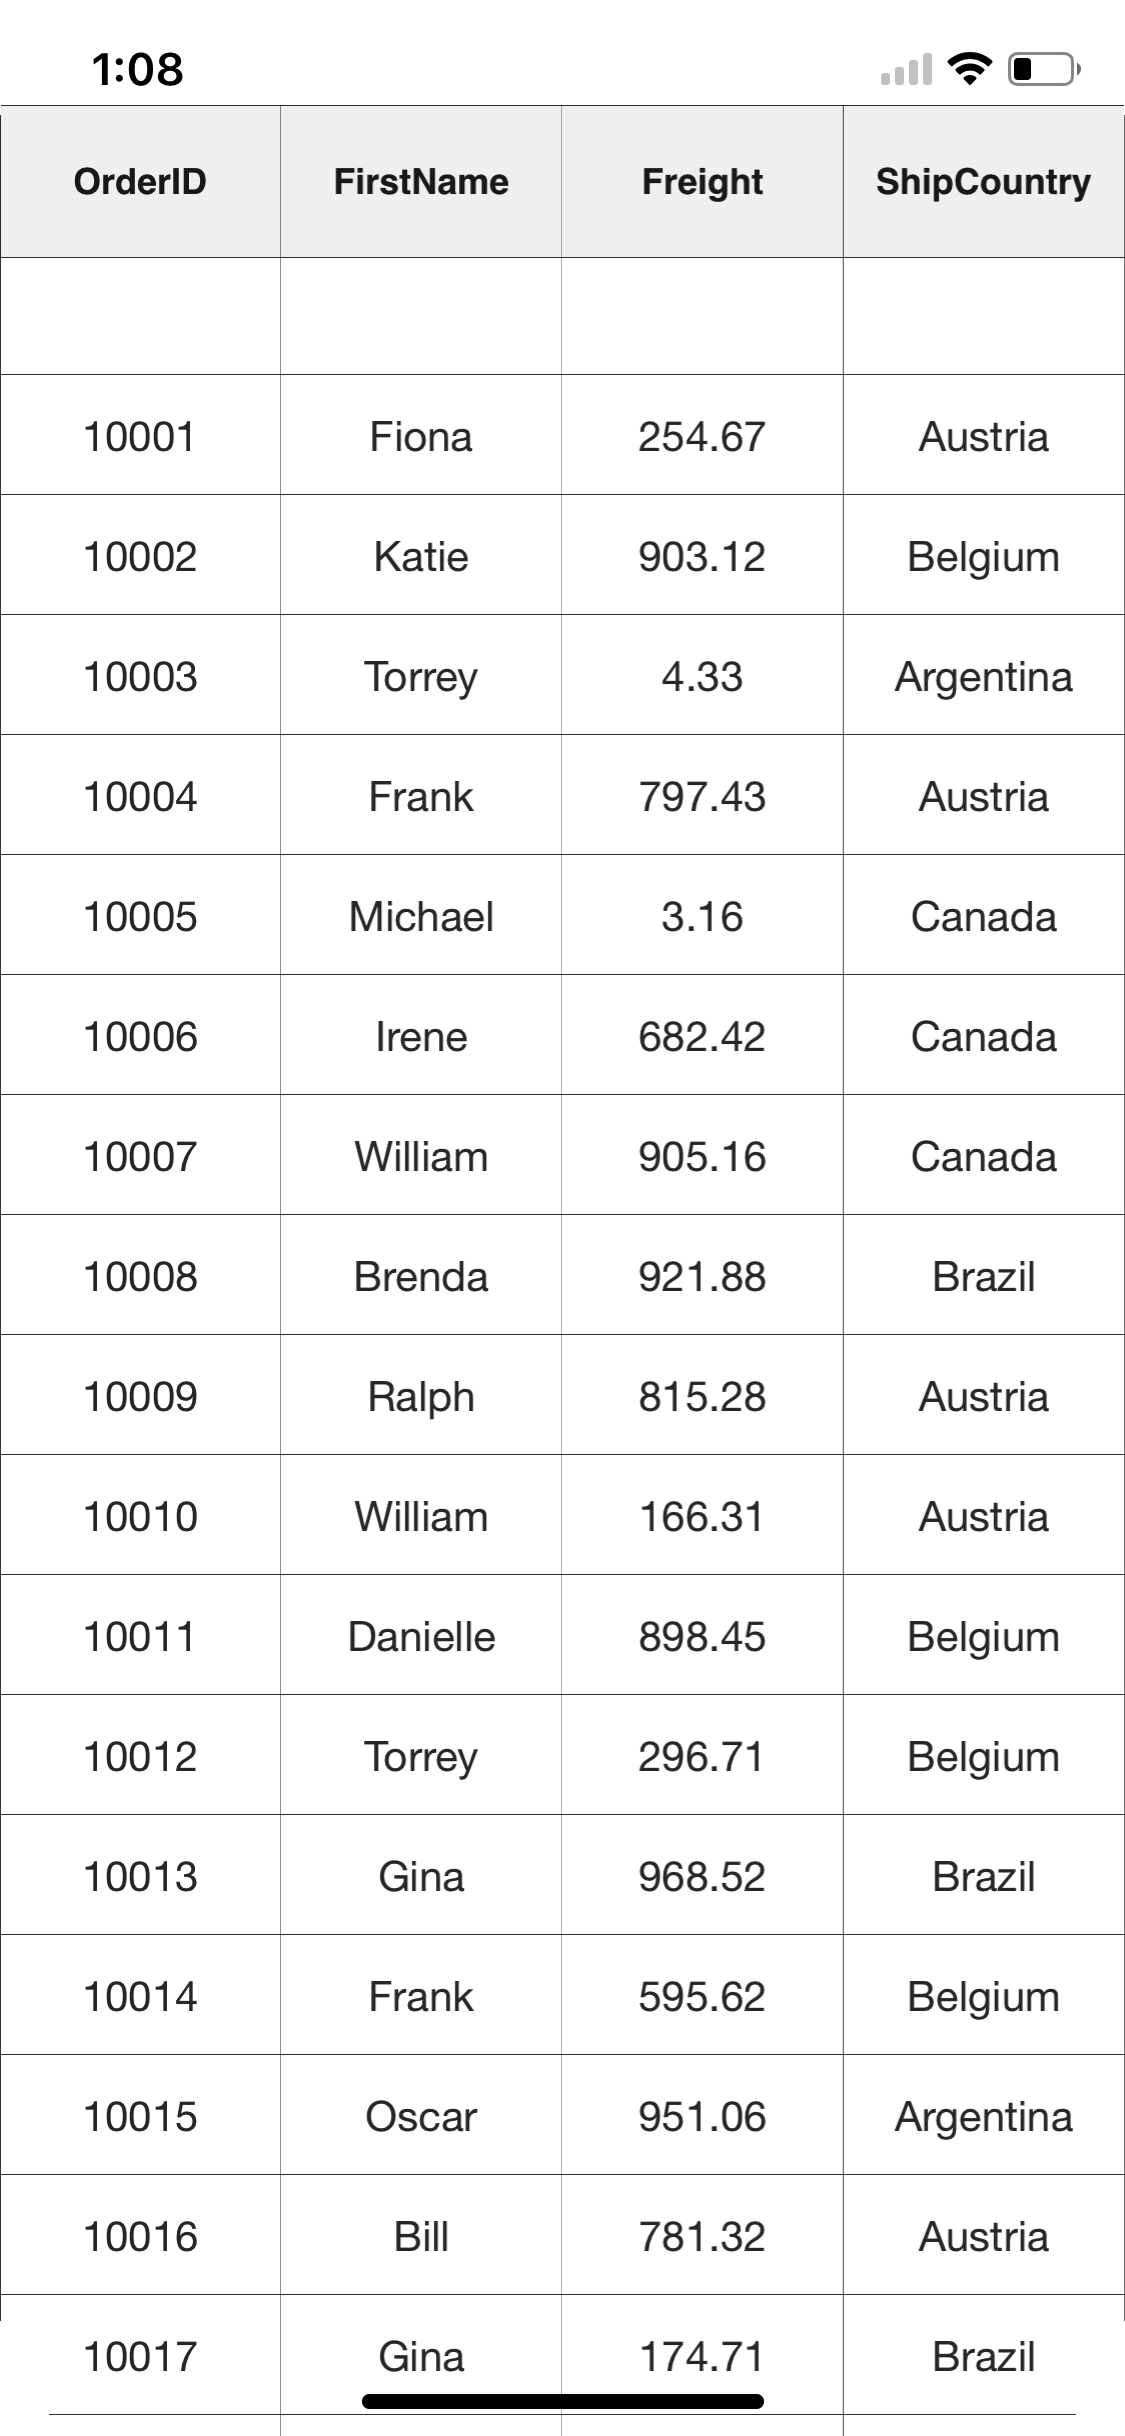 1:08
OrderID FirstName Freight ShipCountry
10001 Fiona 254.67 Austria
10002 Katie 903.12 Belgium
10003 Torrey 4.33 Argentina
10004 Frank 797.43 Austria
10005 Michael 3.16 Canada
10006 Irene 682.42 Canada
10007 William 905.16 Canada
10008 Brenda 921.88 Brazil
10009 Ralph 815.28 Austria
10010 William 166.31 Austria
10011 Danielle 898.45 Belgium
10012 Torrey 296.71 Belgium
10013 Gina 968.52 Brazil
10014 Frank 595.62 Belgium
10015 Oscar 951.06 Argentina
10016 Bill 781.32 Austria
10017 Gina 174.71 Brazil